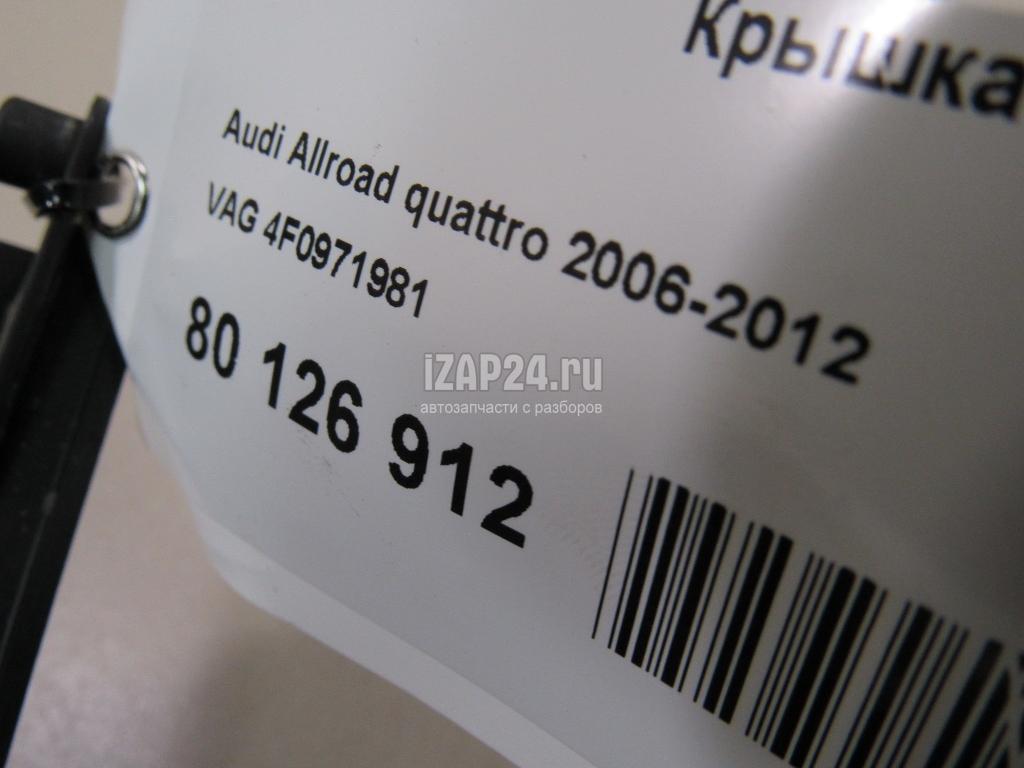 Крышка
Audi Allroad quattro 2006-2012
VAG 4F0971981
80 126 912
iZAP24.ru
автозапчасти с разборов